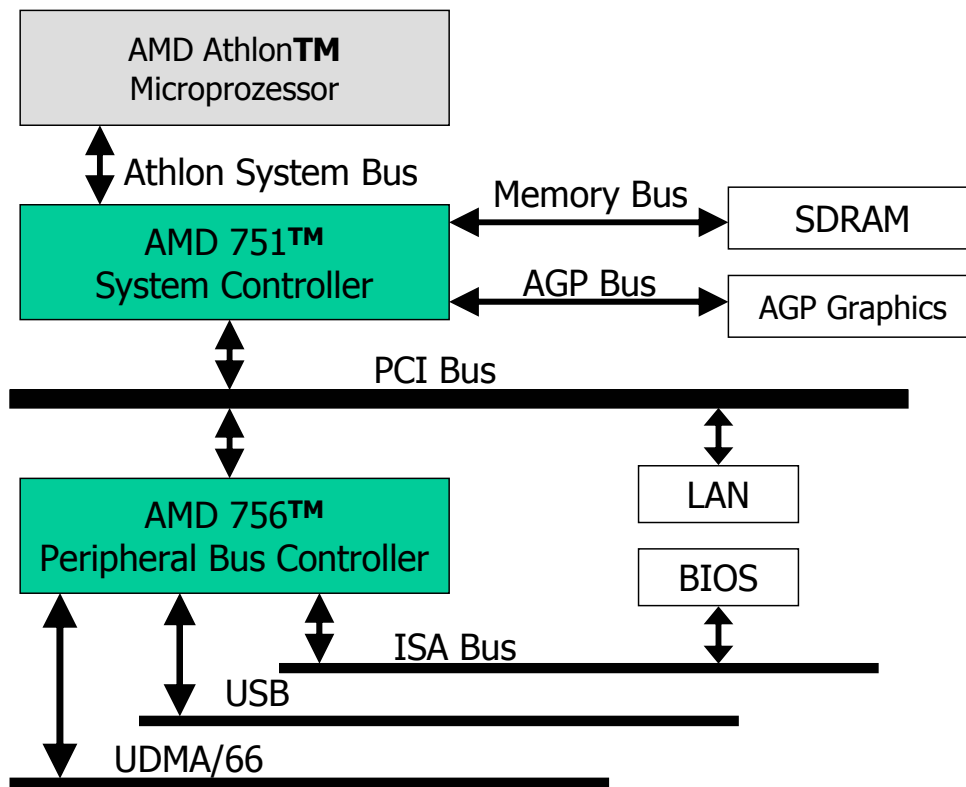 AMD Athlon™
Microprozessor
Athlon System Bus
Memory Bus
SDRAM
AMD 751™
System Controller
AGP Bus
AGP Graphics
PCI Bus
LAN
AMD 756™
Peripheral Bus Controller
BIOS
ISA Bus
USB
UDMA/66